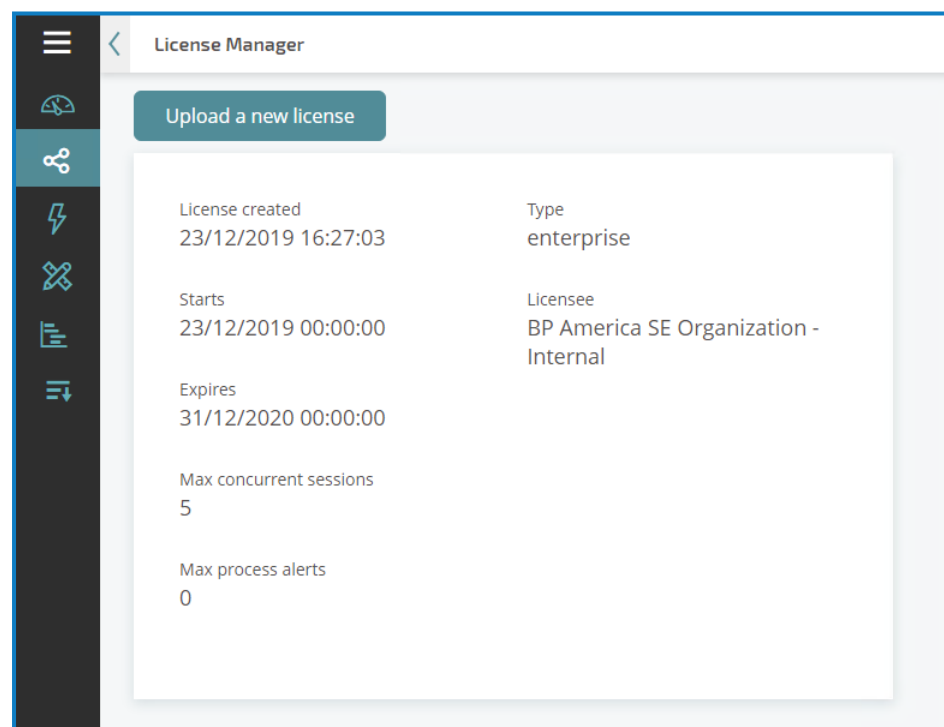 License Manager
Upload a new license
License created
23/12/2019 16:27:03
Type
enterprise
Starts
23/12/2019 00:00:00
Licensee
BP America SE Organization -
Internal
Expires
31/12/2020 00:00:00
Max concurrent sessions
5
Max process alerts
0